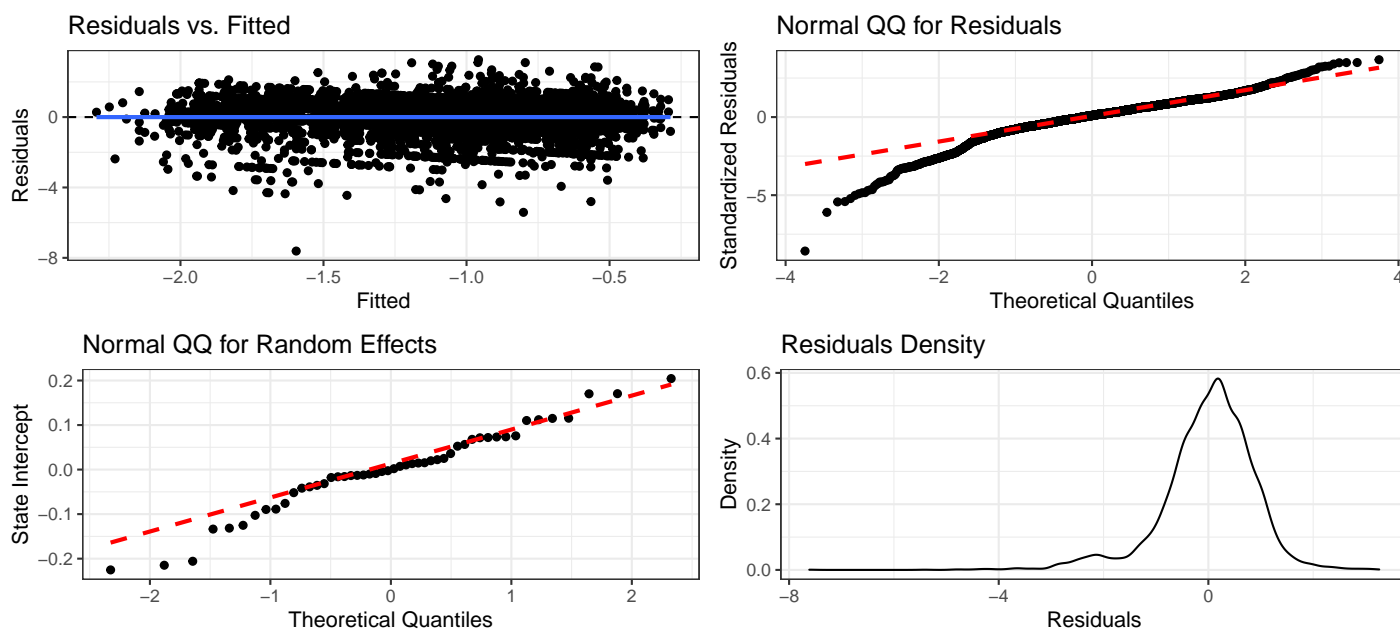 Residuals vs. Fitted
Residuals
0
−4
−8
−2.0 −1.5 −1.0 −0.5
Fitted
Normal QQ for Residuals
Standardized Residuals
0
−5
−4 −2 0 2 4
Theoretical Quantiles
Normal QQ for Random Effects
State Intercept
0.2
0.1
0.0
−0.1
−0.2
−2 −1 0 1 2
Theoretical Quantiles
Residuals Density
Density
0.6
0.4
0.2
0.0
−8 −4 0
Residuals